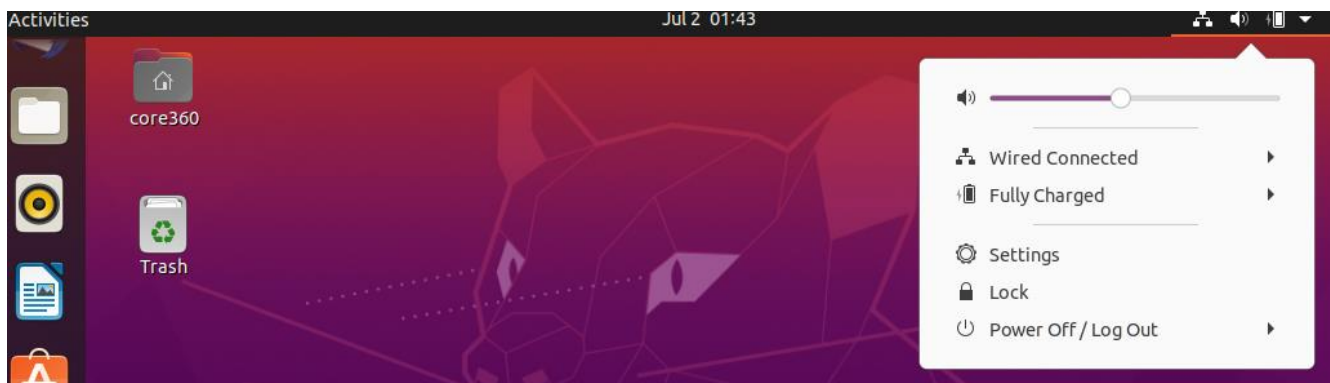 Activities
Jul 2 01:43
core360
Trash
Wired Connected
Fully Charged
Settings
Lock
Power Off / Log Out